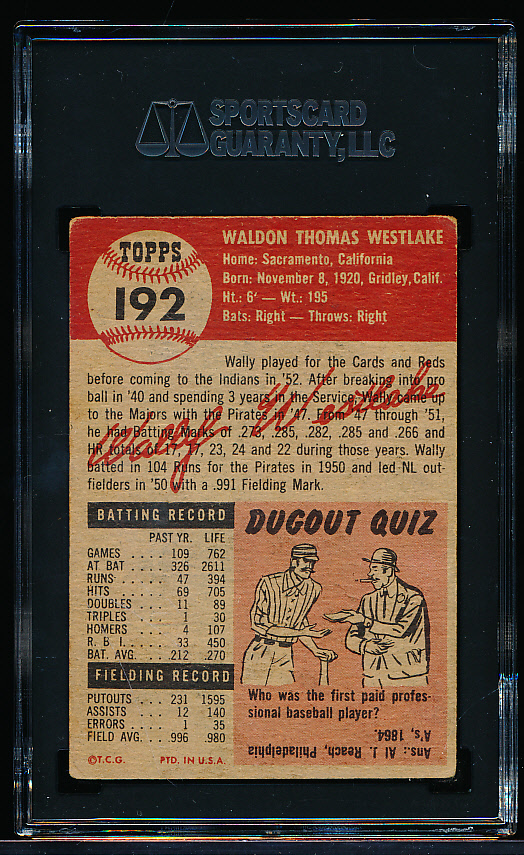 SPORTSCARD
GUARANTY, LLC
TOPPS
192
WALDON THOMAS WESTLAKE
Home: Sacramento, California
Born: November 8, 1920, Gridley, Calif.
Ht.: 6' — Wt.: 195
Bats: Right — Throws: Right
Wally played for the Cards and Reds
before coming to the Indians in '52. After breaking into pro
ball in '40 and spending 3 years in the Service, Wally came up
to the Majors with the Pirates in '47. From '47 through '51,
he had Batting Marks of .273, .285, .282, .285 and .266 and
HR totals of 17, 17, 23, 24 and 22 during those years. Wally
batted in 104 Runs for the Pirates in 1950 and led NL out-
fielders in '50 with a .991 Fielding Mark.
Wally Westlake
BATTING RECORD
PAST YR. LIFE
GAMES . . . . 109 762
AT BAT . . . . 326 2611
RUNS . . . . . 47 394
HITS . . . . . 69 705
DOUBLES . . . 11 89
TRIPLES . . . . 1 30
HOMERS . . . . 4 107
R. B. I. . . . . . 33 450
BAT. AVG. . . . .212 .270
FIELDING RECORD
PUTOUTS . . . 231 1595
ASSISTS . . . . 12 140
ERRORS . . . . 1 35
FIELD AVG. . . .996 .980
©T.C.G. PTD. IN U.S.A.
DUGOUT QUIZ
Who was the first paid profes-
sional baseball player?
Ans.: Al J. Reach, Philadelphia
A's, 1864.